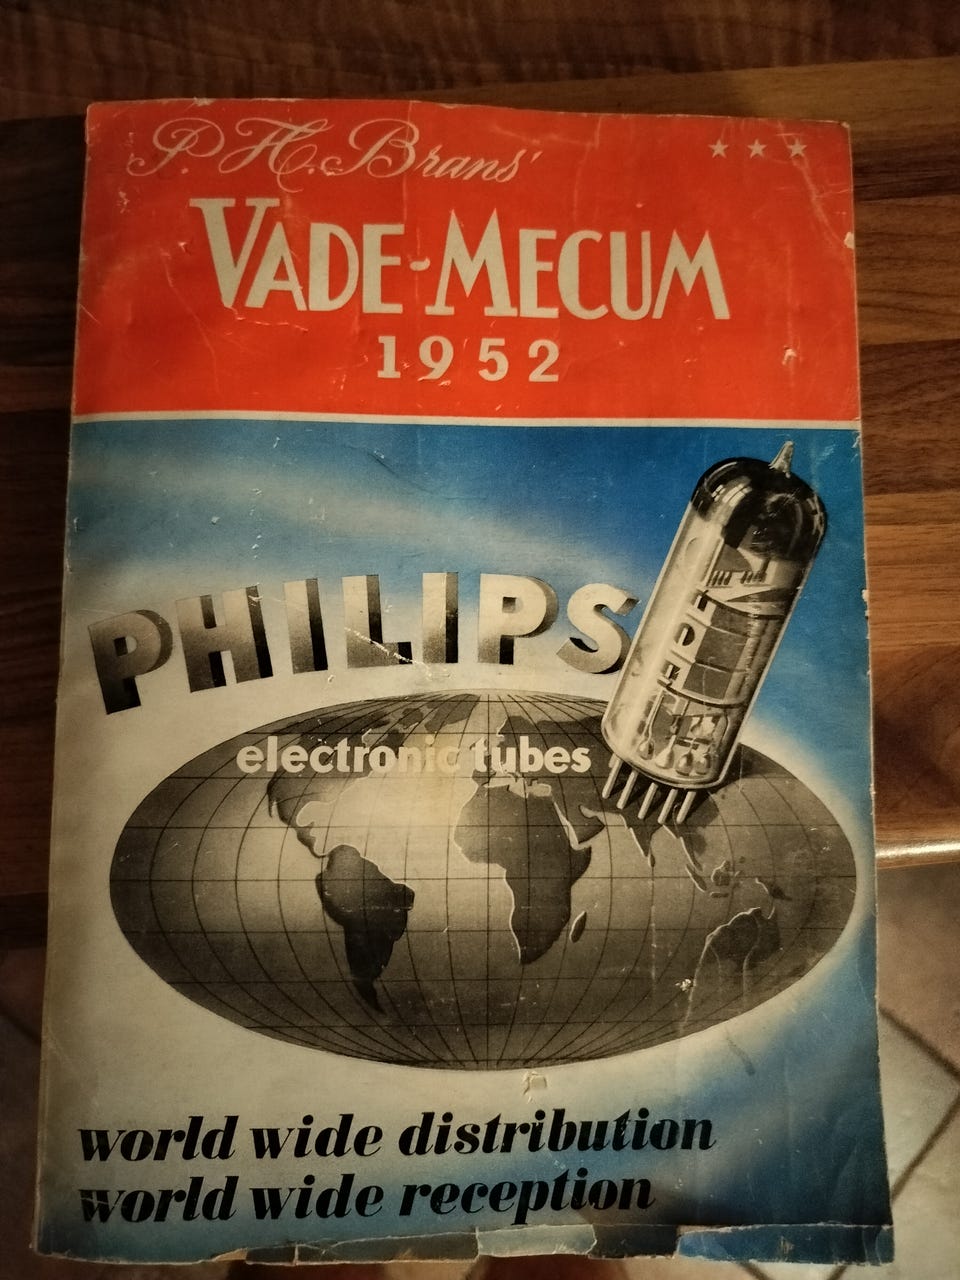 P. H. Brans'
★ ★ ★
VADE-MECUM
1952
PHILIPS
electronic tubes
world wide distribution
world wide reception